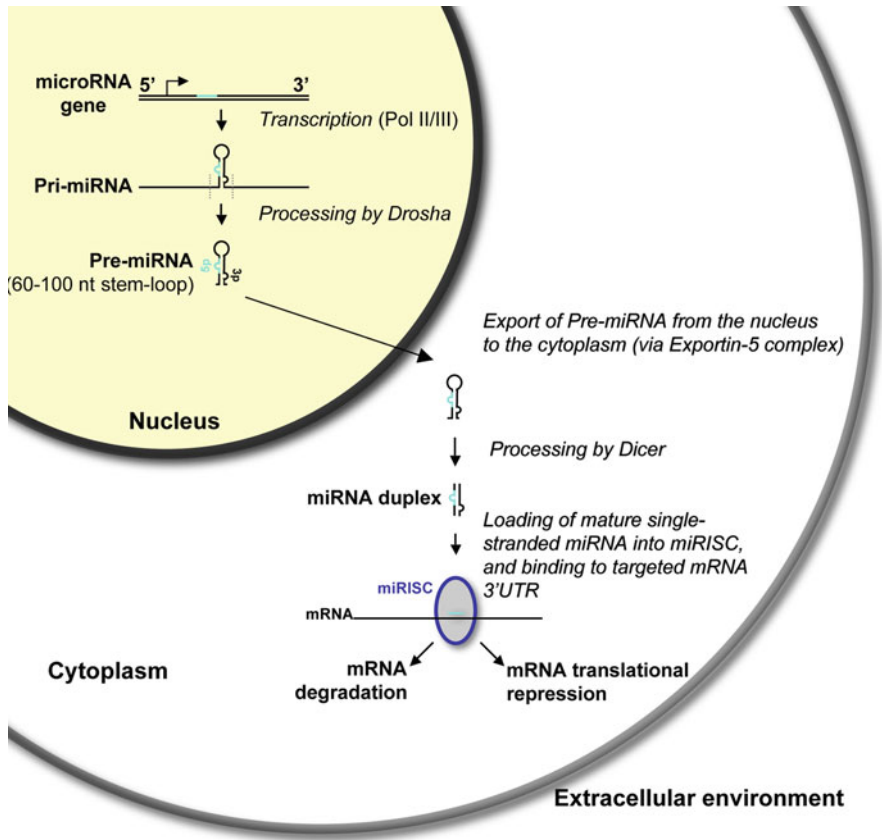 microRNA
gene
5’
3’
Transcription (Pol II/III)
Pri-miRNA
Processing by Drosha
Pre-miRNA
(60-100 nt stem-loop)
5p
3p
Export of Pre-miRNA from the nucleus
to the cytoplasm (via Exportin-5 complex)
Nucleus
Processing by Dicer
miRNA duplex
Loading of mature single-
stranded miRNA into miRISC,
and binding to targeted mRNA
3’UTR
miRISC
mRNA
mRNA
degradation
mRNA translational
repression
Cytoplasm
Extracellular environment